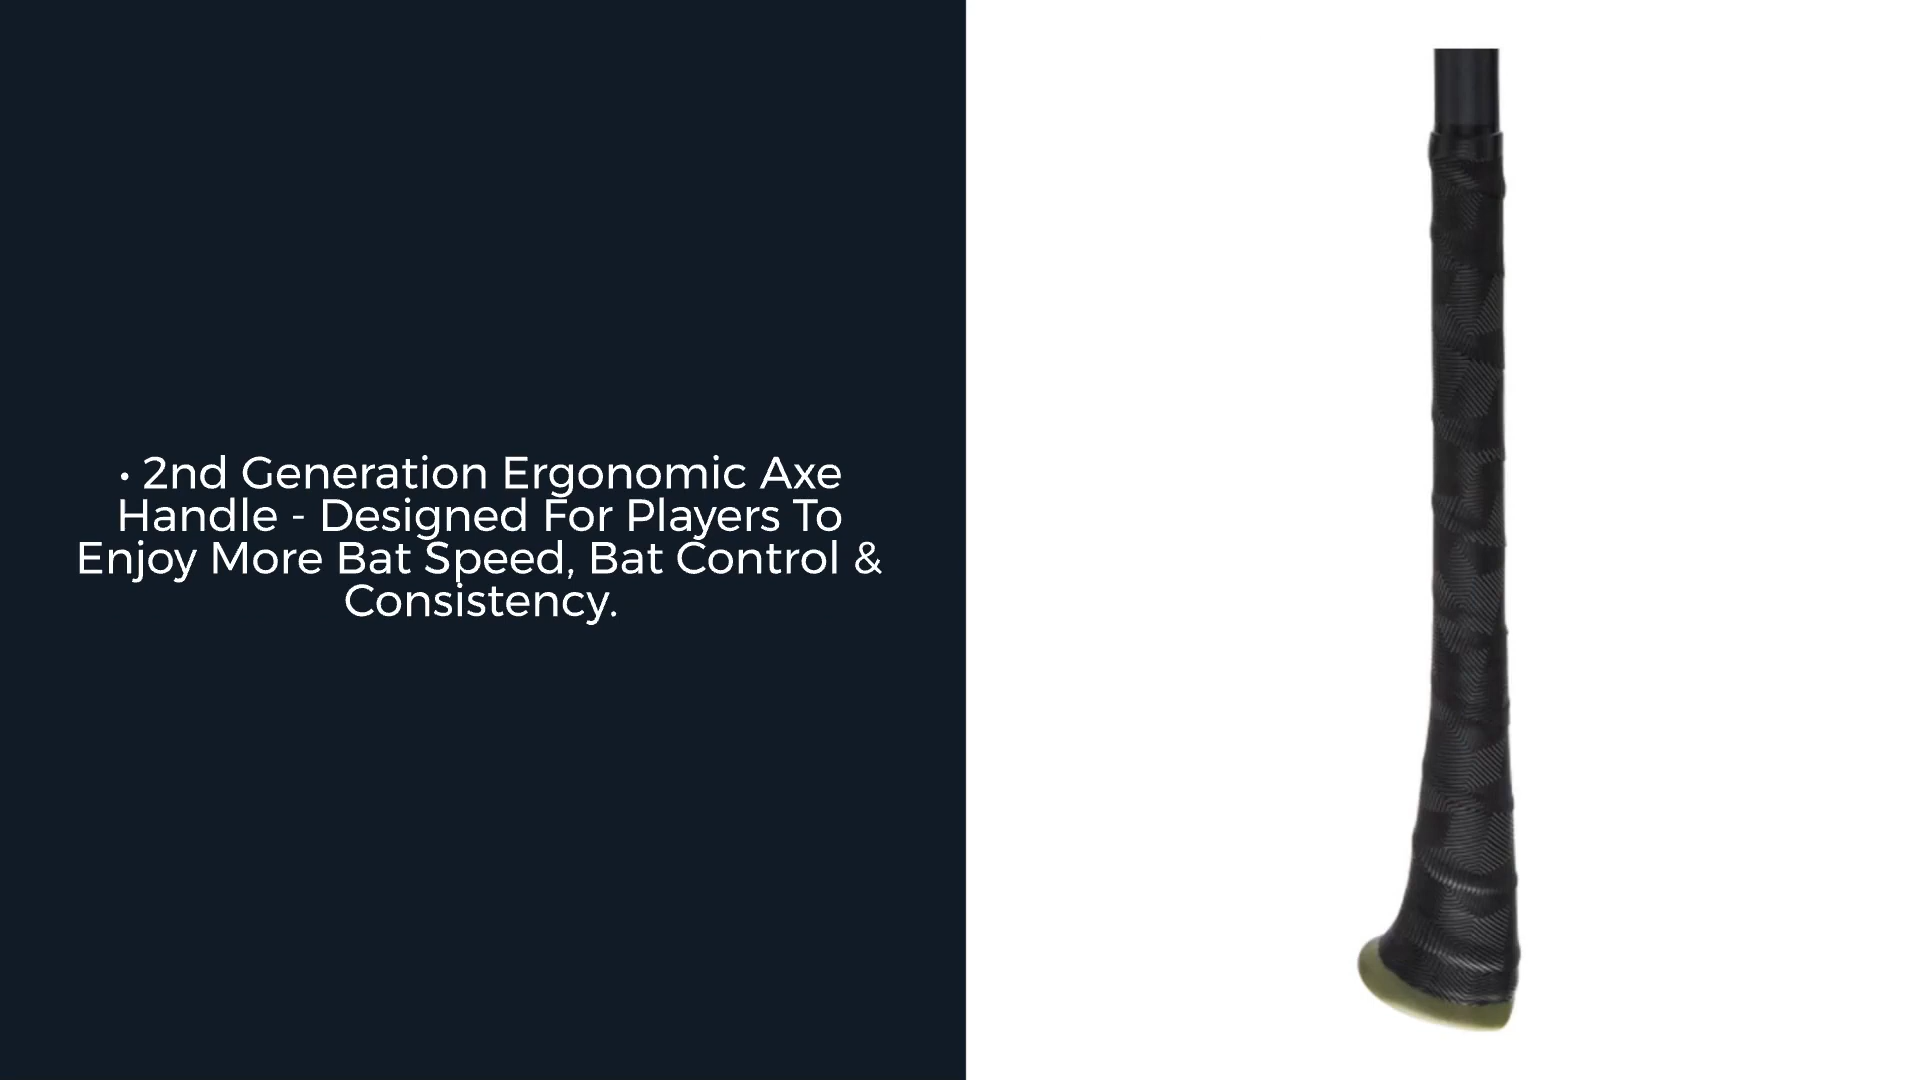 • 2nd Generation Ergonomic Axe
Handle - Designed For Players To
Enjoy More Bat Speed, Bat Control &
Consistency.